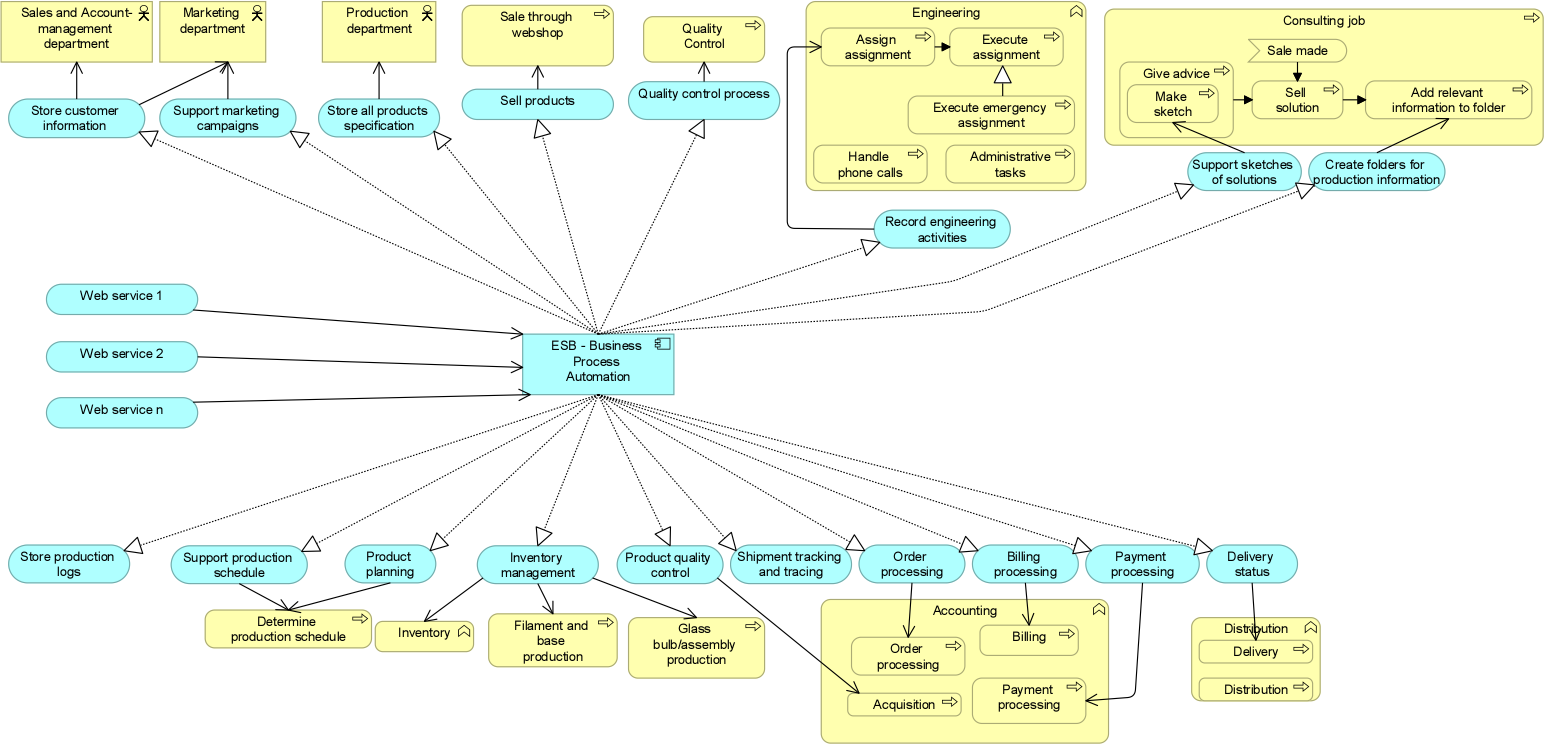 Sales and Account-
management
department
Marketing
department
Production
department
Sale through
webshop
Quality
Control
Engineering
Assign
assignment
Execute
assignment
Execute emergency
assignment
Handle
phone calls
Administrative
tasks
Consulting job
Sale made
Give advice
Make
sketch
Sell
solution
Add relevant
information to folder
Store customer
information
Support marketing
campaigns
Store all products
specification
Sell products
Quality control process
Support sketches
of solutions
Create folders for
production information
Record engineering
activities
Web service 1
Web service 2
Web service n
ESB - Business
Process
Automation
Store production
logs
Support production
schedule
Product
planning
Inventory
management
Product quality
control
Shipment tracking
and tracing
Order
processing
Billing
processing
Payment
processing
Delivery
status
Determine
production schedule
Inventory
Filament and
base
production
Glass
bulb/assembly
production
Accounting
Order
processing
Billing
Acquisition
Payment
processing
Distribution
Delivery
Distribution